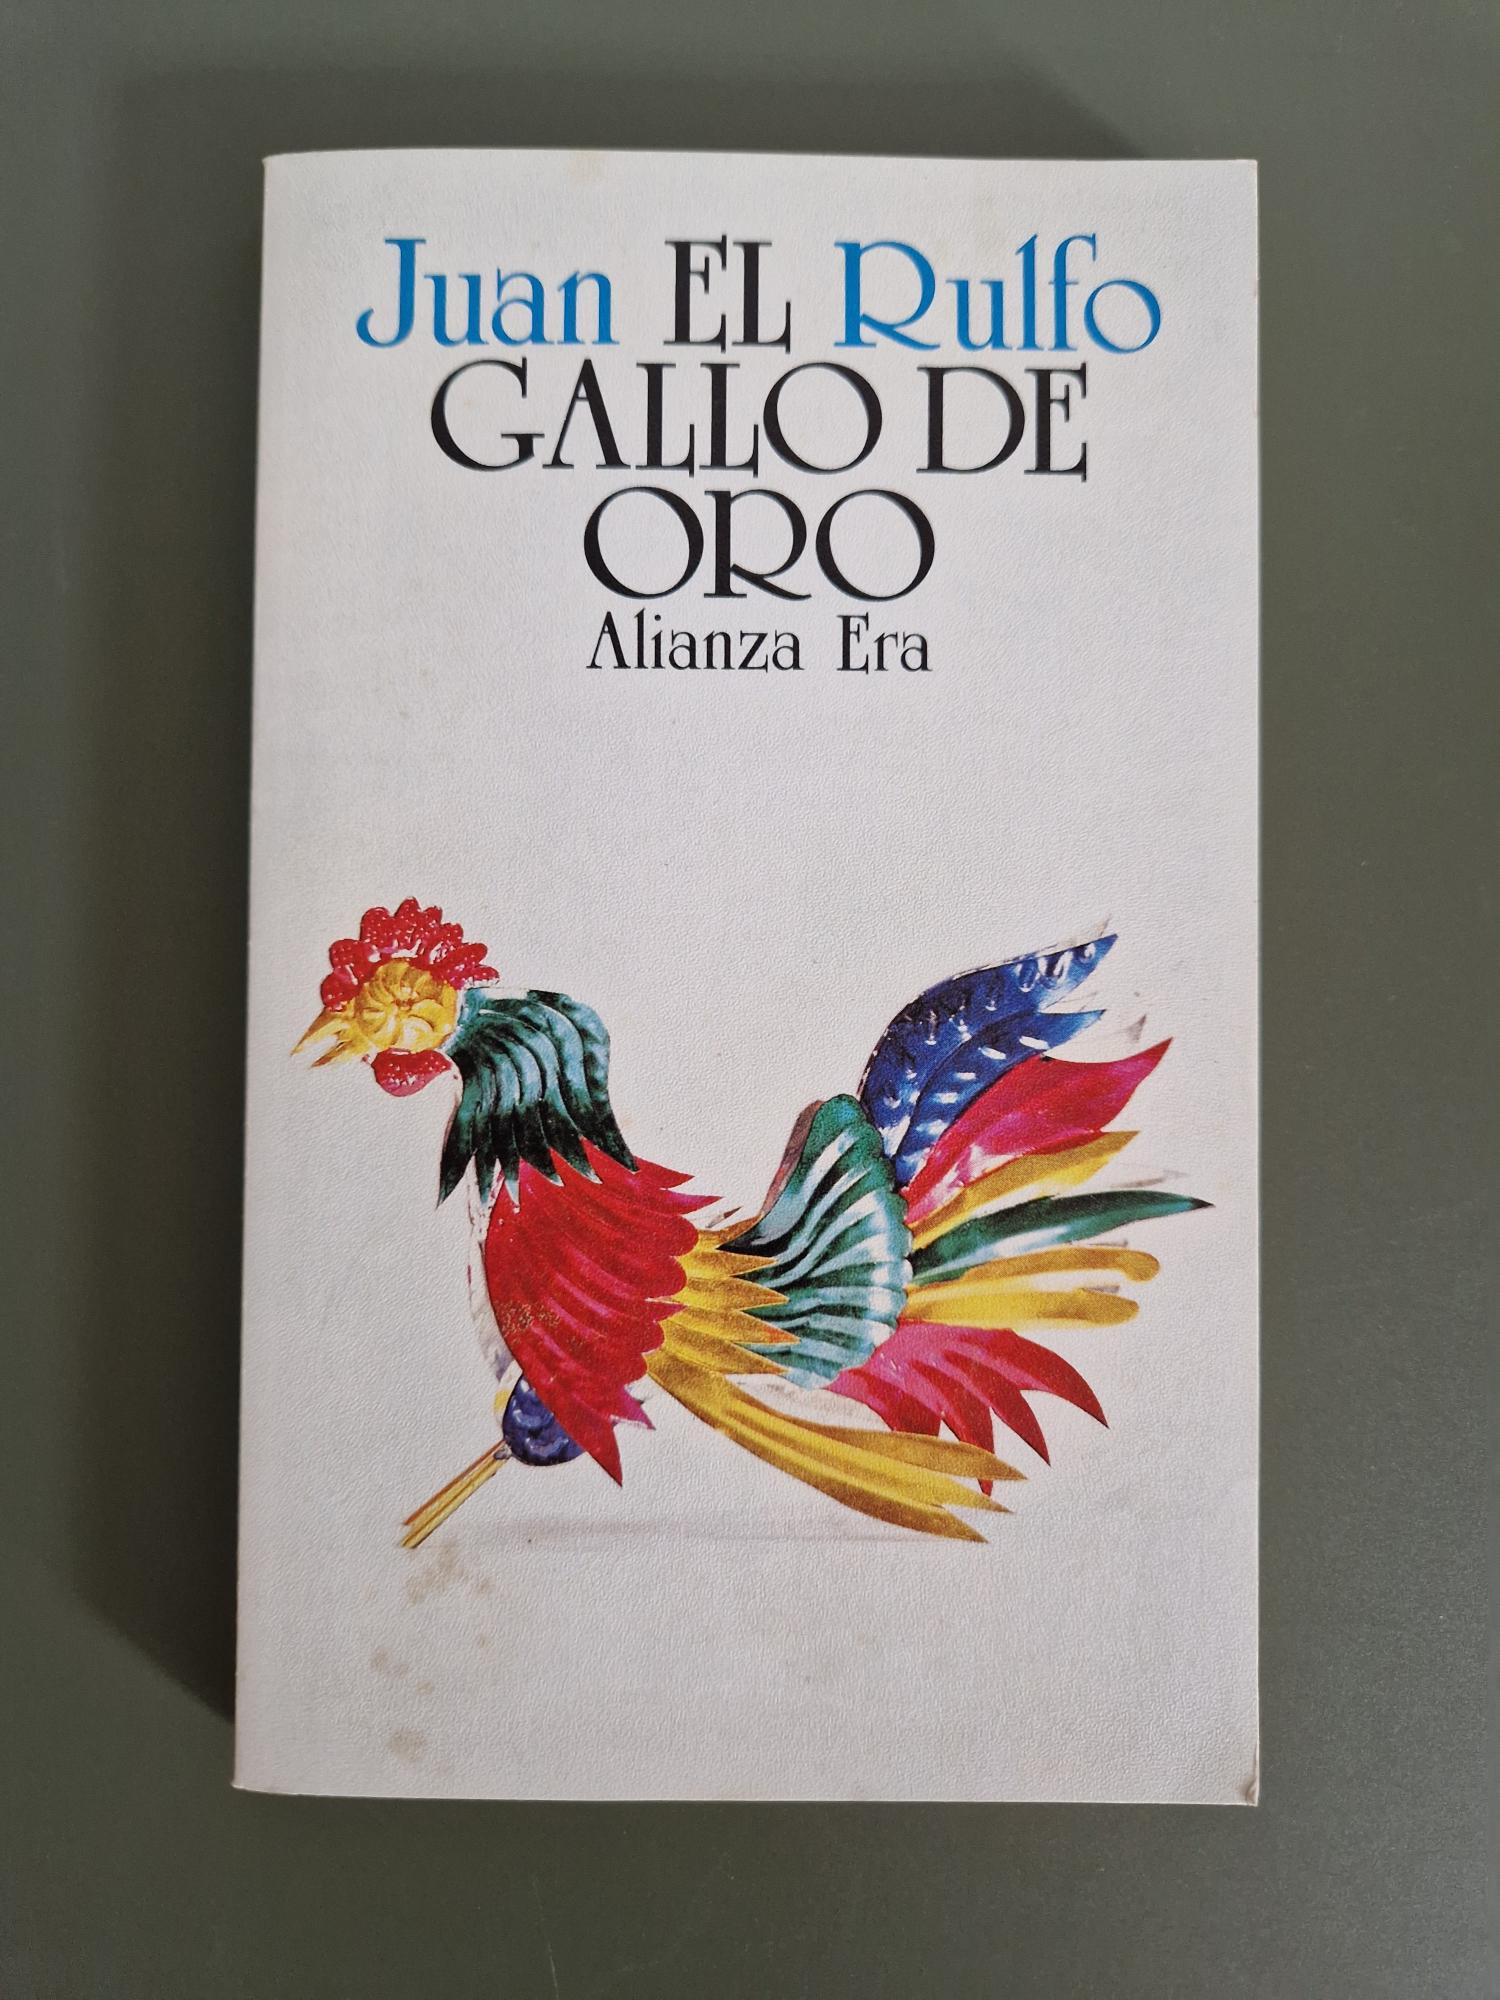 Juan EL Rulfo
GALLO DE
ORO
Alianza Era